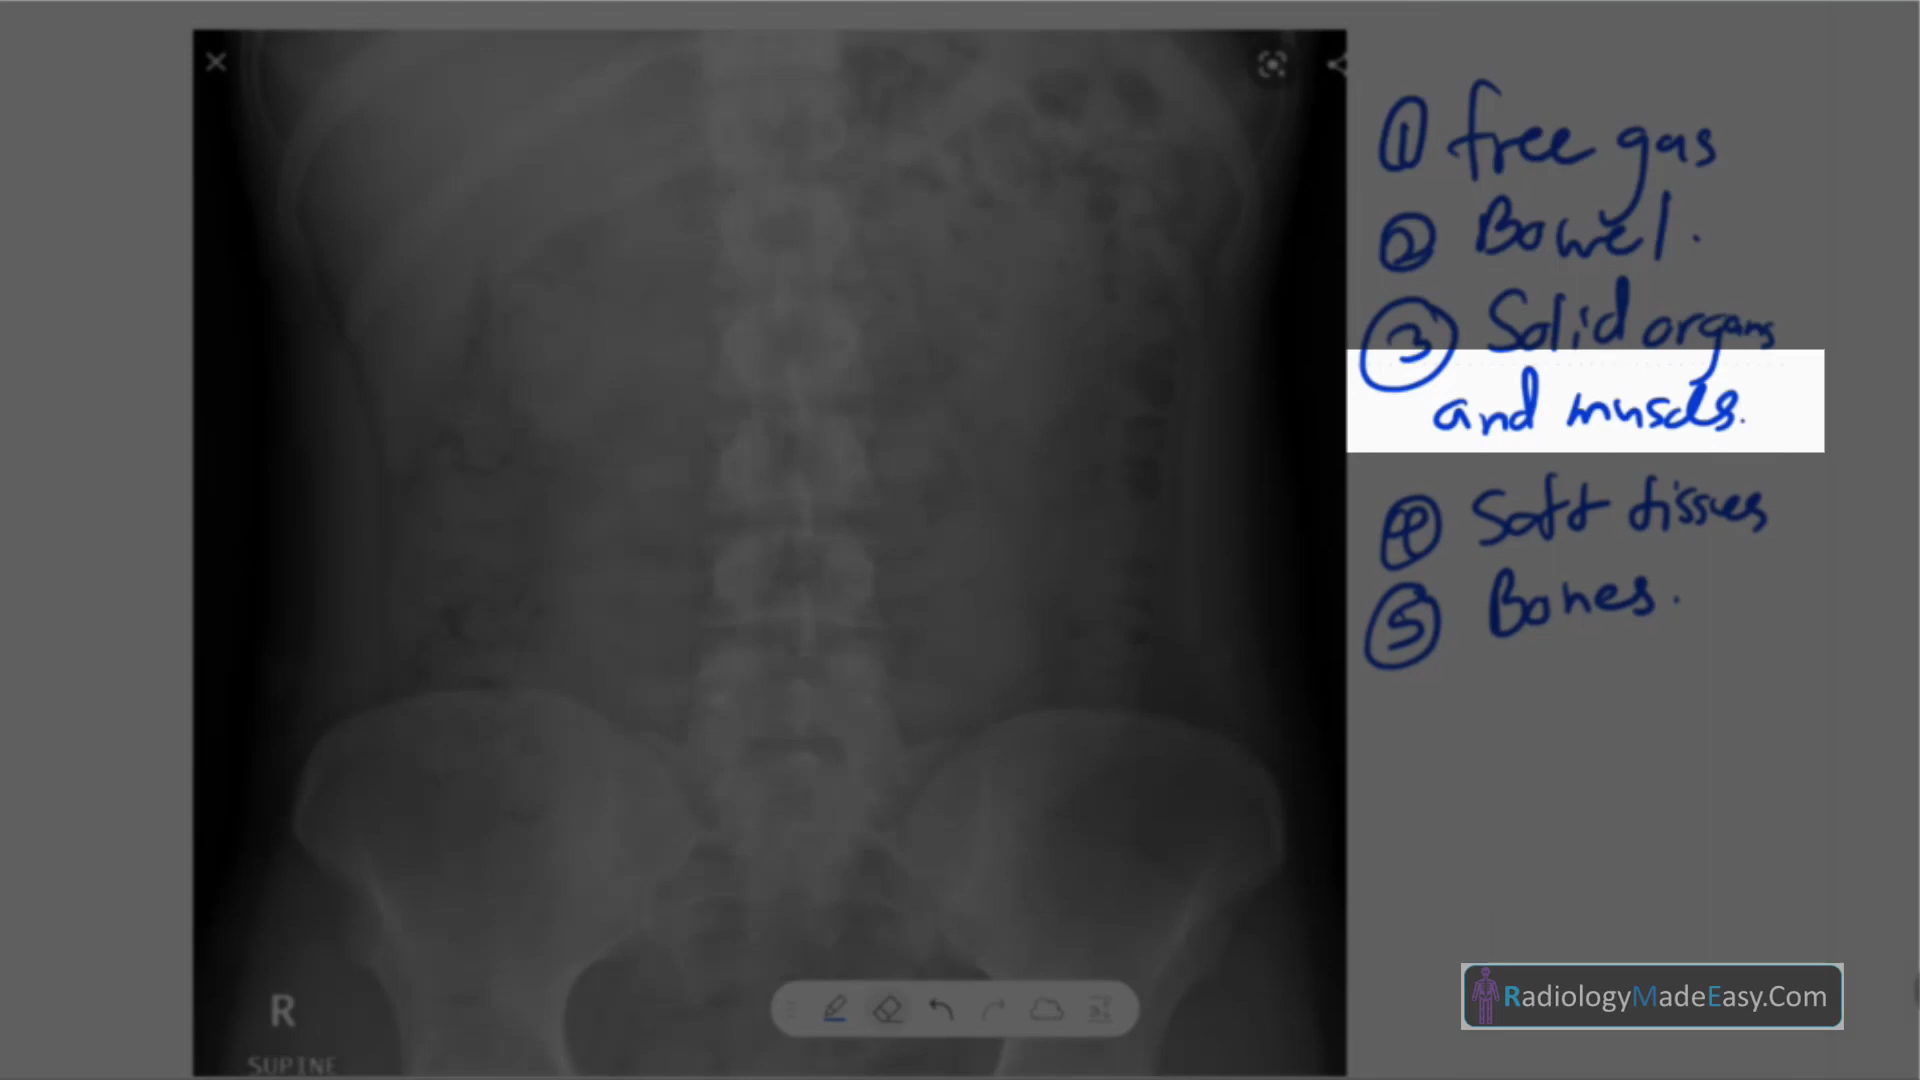 ① free gas
② Bowel.
③ Solid organs
and muscles.
④ Soft tissues
⑤ Bones.
R
SUPINE
RadiologyMadeEasy.Com